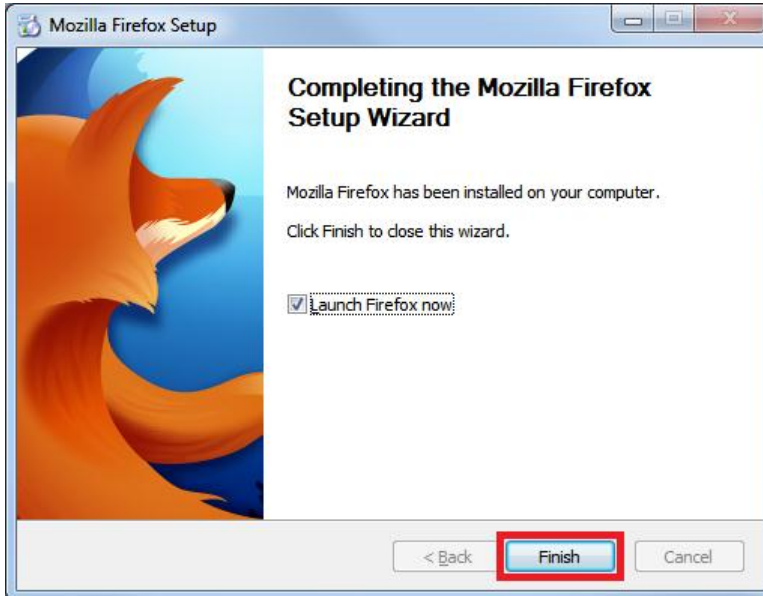 Mozilla Firefox Setup
Completing the Mozilla Firefox
Setup Wizard
Mozilla Firefox has been installed on your computer.
Click Finish to close this wizard.
Launch Firefox now
< Back Finish Cancel